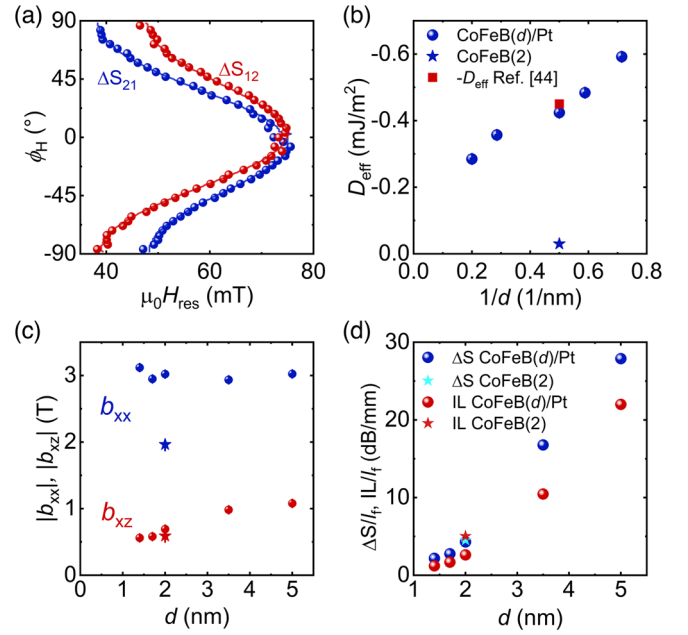 (a)
90
45
0
-45
-90
ϕH (°)
ΔS21
ΔS12
40 60 80
μ0Hres (mT)
(b)
-0.6
-0.4
-0.2
0.0
Deff (mJ/m²)
CoFeB(d)/Pt
CoFeB(2)
-Deff Ref. [44]
0.0 0.2 0.4 0.6 0.8
1/d (1/nm)
(c)
3
2
1
0
|bxx|, |bxz| (T)
bxx
bxz
0 1 2 3 4 5
d (nm)
(d)
30
20
10
0
ΔS/lf, IL/lf (dB/mm)
ΔS CoFeB(d)/Pt
ΔS CoFeB(2)
IL CoFeB(d)/Pt
IL CoFeB(2)
1 2 3 4 5
d (nm)